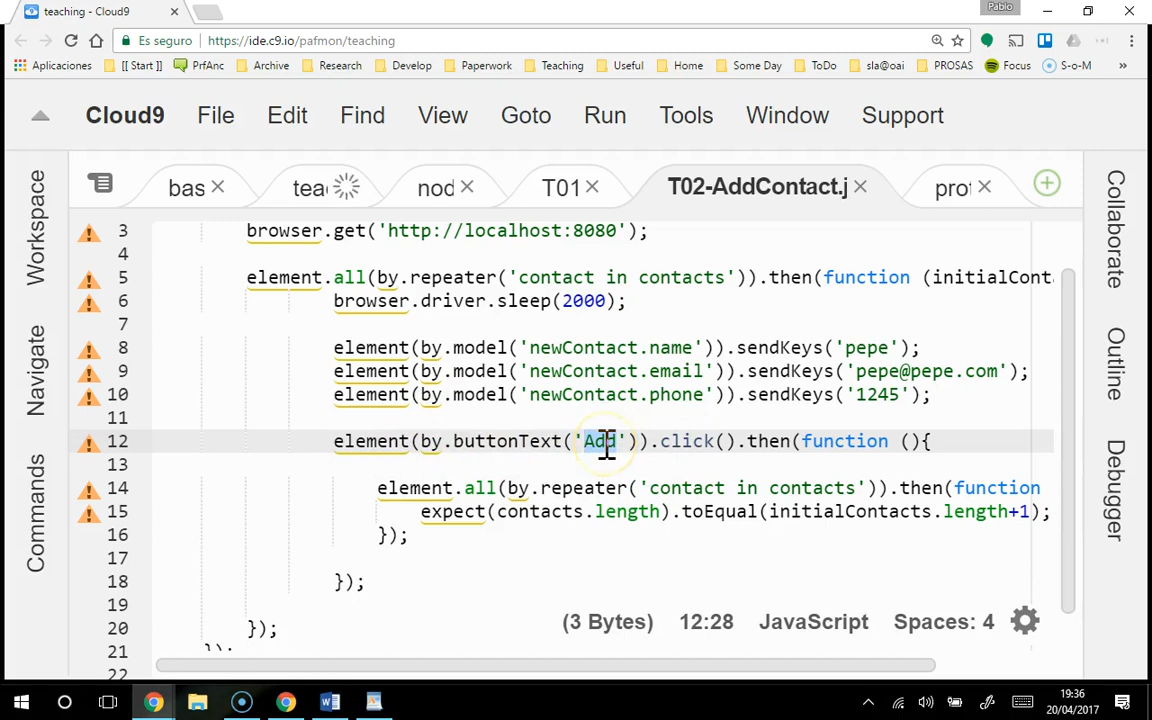 teaching - Cloud9
Pablo
Es seguro | https://ide.c9.io/pafmon/teaching
Aplicaciones [[ Start ]] PrfAnc Archive Research Develop Paperwork Teaching Useful Home Some Day ToDo sla@oai PROSAS Focus S-o-M »
Cloud9 File Edit Find View Goto Run Tools Window Support
bas tea nod T01 T02-AddContact.j prot
Workspace
Navigate
Commands
3 browser.get('http://localhost:8080');
4
5 element.all(by.repeater('contact in contacts')).then(function (initialCont
6 browser.driver.sleep(2000);
7
8 element(by.model('newContact.name')).sendKeys('pepe');
9 element(by.model('newContact.email')).sendKeys('pepe@pepe.com');
10 element(by.model('newContact.phone')).sendKeys('1245');
11
12 element(by.buttonText('Add')).click().then(function (){
13
14 element.all(by.repeater('contact in contacts')).then(function
15 expect(contacts.length).toEqual(initialContacts.length+1);
16 });
17
18 });
19
20 });
21 });
22
(3 Bytes) 12:28 JavaScript Spaces: 4
Collaborate
Outline
Debugger
19:36
20/04/2017